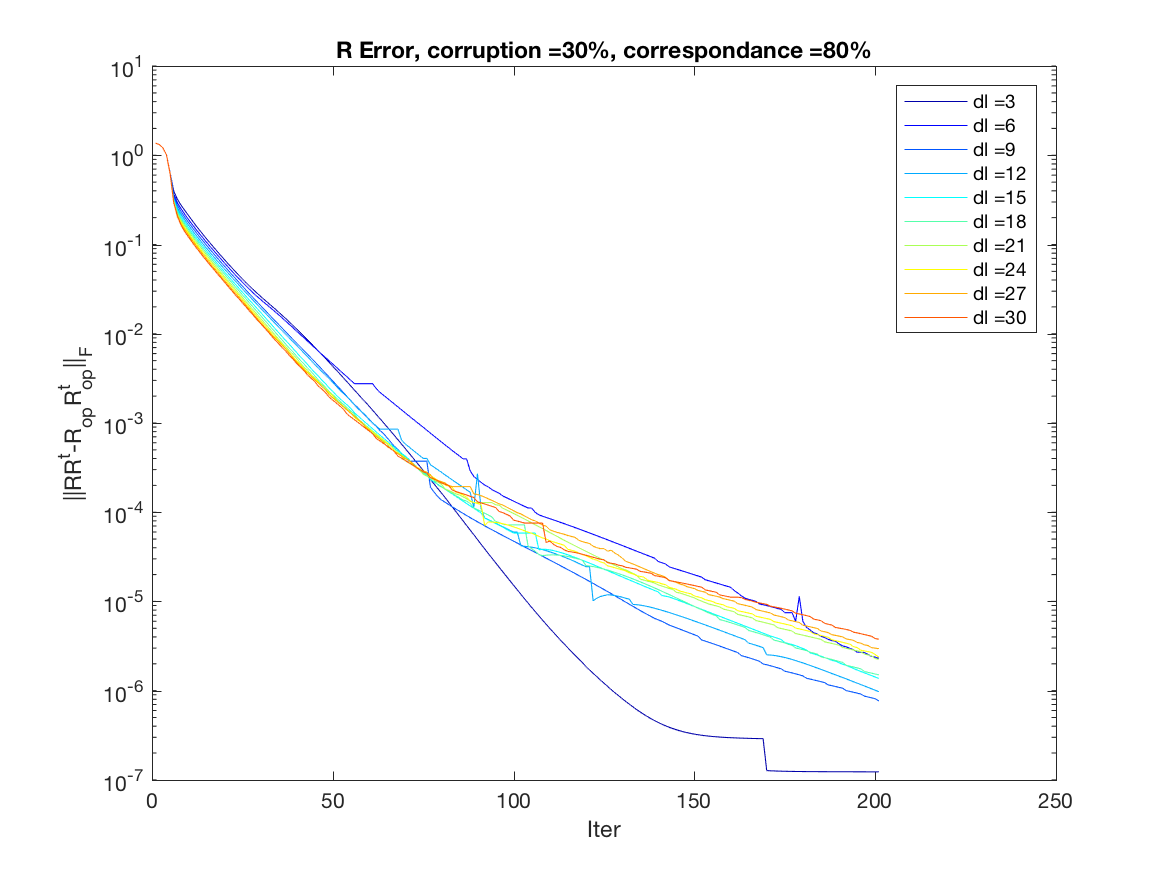 R Error, corruption =30%, correspondance =80%
10^1
10^0
10^-1
10^-2
10^-3
10^-4
10^-5
10^-6
10^-7
||RR^t-R_op R_op^t||_F
dl =3
dl =6
dl =9
dl =12
dl =15
dl =18
dl =21
dl =24
dl =27
dl =30
0 50 100 150 200 250
Iter